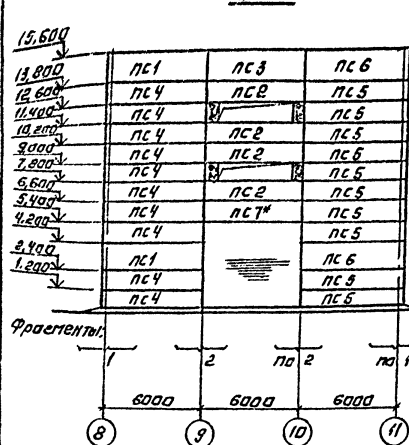 15,600
13,800 пс1 пс3 пс6
12,600 пс4 пс2 пс5
11,400 пс4 пс5
10,200 пс4 пс2 пс5
9,000 пс4 пс2 пс6
7,800 пс4 пс5
6,600 пс4 пс2 пс5
5,400 пс4 пс7* пс5
4,200 пс4 пс5
2,400 пс1 пс6
1,200 пс4 пс5
пс4 пс5
Фрагменты:
1 2 по 2 по 1
6000 6000 6000
8 9 10 11